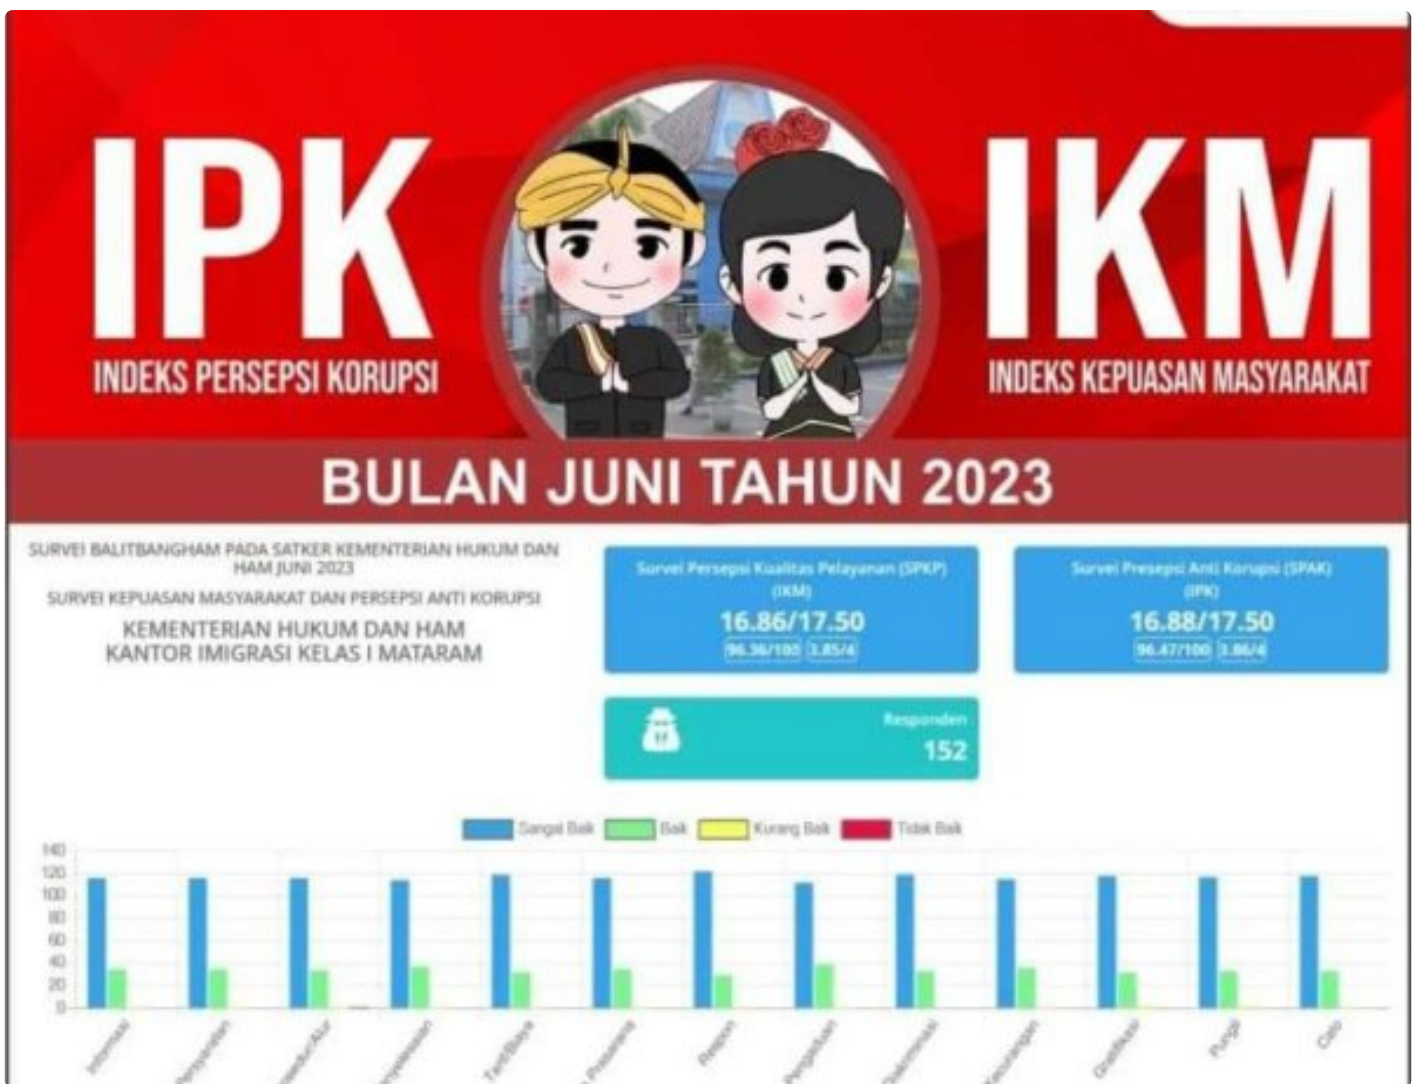 IPK
INDEKS PERSEPSI KORUPSI
IKM
INDEKS KEPUASAN MASYARAKAT
BULAN JUNI TAHUN 2023
SURVEI BALITBANGHAM PADA SATKER KEMENTERIAN HUKUM DAN
HAM JUNI 2023
SURVEI KEPUASAN MASYARAKAT DAN PERSEPSI ANTI KORUPSI
KEMENTERIAN HUKUM DAN HAM
KANTOR IMIGRASI KELAS I MATARAM
Survei Persepsi Kualitas Pelayanan (SPKP)
(IKM)
16.86/17.50
96.36/100 3.85/4
Survei Presepsi Anti Korupsi (SPAK)
(IPK)
16.88/17.50
96.47/100 3.86/4
Responden
152
Sangat Baik Baik Kurang Baik Tidak Baik
140
120
100
80
60
40
20
0
Informasi
Persyaratan
Prasarana
Respon
Pengaduan
Diskriminasi
Kecurangan
Gratifikasi
Pungli
Calo